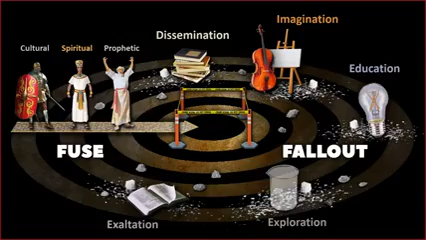 Imagination
Dissemination
Cultural Spiritual Prophetic
Education
FUSE FALLOUT
Exaltation
Exploration